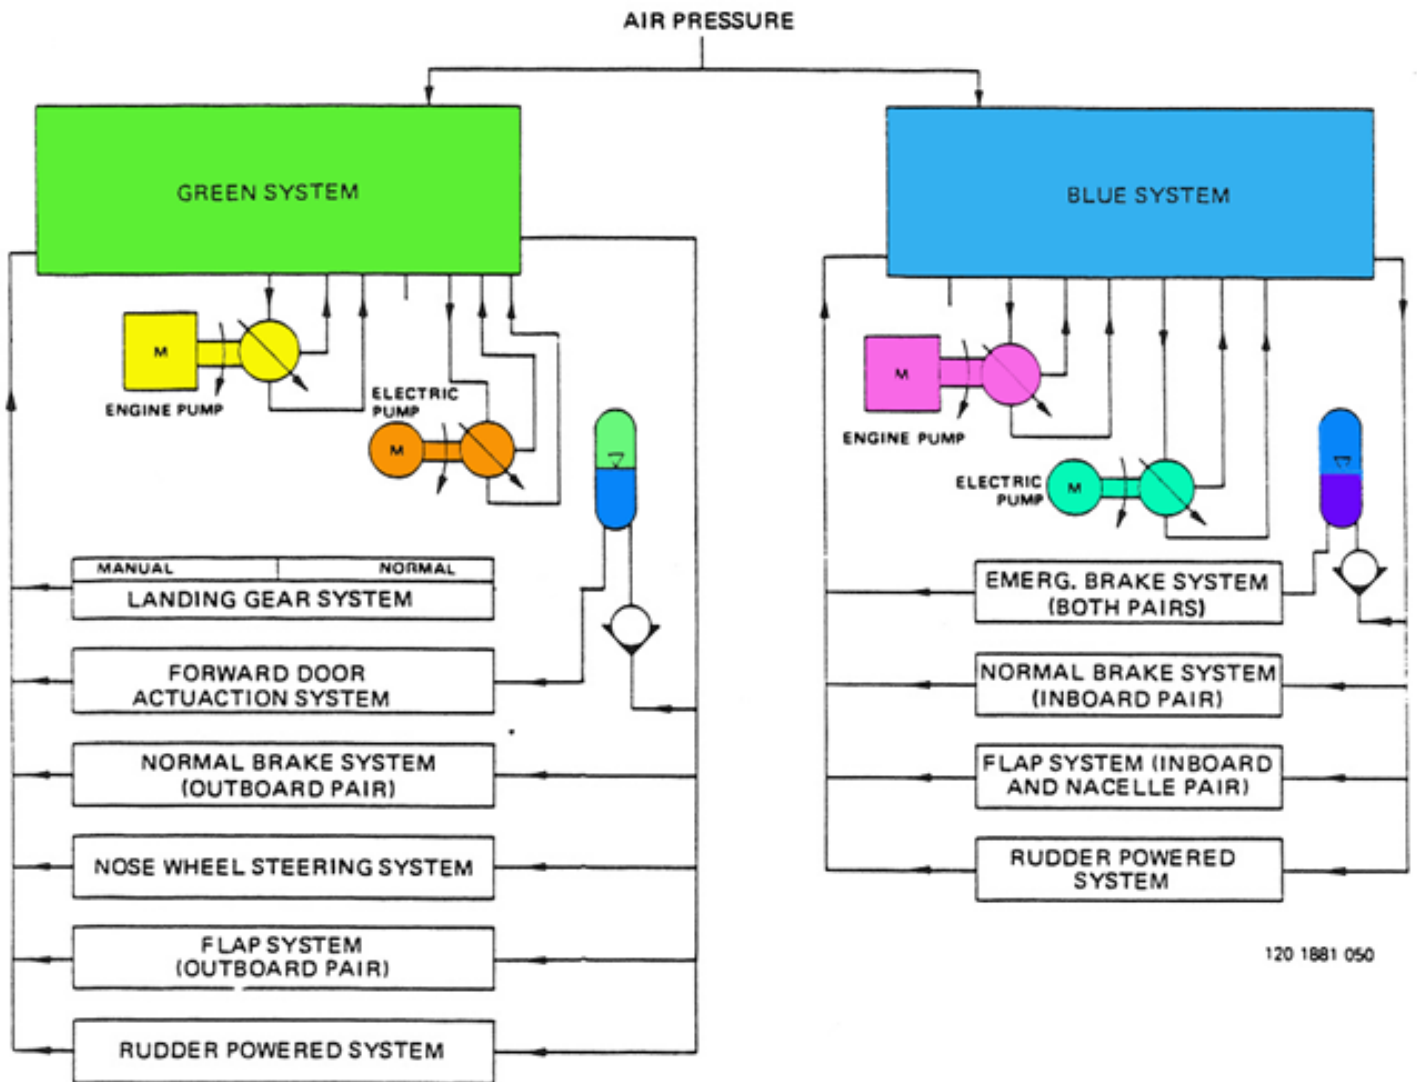 AIR PRESSURE
GREEN SYSTEM
BLUE SYSTEM
M
ENGINE PUMP
ELECTRIC
PUMP
M
M
ENGINE PUMP
ELECTRIC
PUMP
M
MANUAL NORMAL
LANDING GEAR SYSTEM
FORWARD DOOR
ACTUACTION SYSTEM
NORMAL BRAKE SYSTEM
(OUTBOARD PAIR)
NOSE WHEEL STEERING SYSTEM
FLAP SYSTEM
(OUTBOARD PAIR)
RUDDER POWERED SYSTEM
EMERG. BRAKE SYSTEM
(BOTH PAIRS)
NORMAL BRAKE SYSTEM
(INBOARD PAIR)
FLAP SYSTEM (INBOARD
AND NACELLE PAIR)
RUDDER POWERED
SYSTEM
120 1881 050